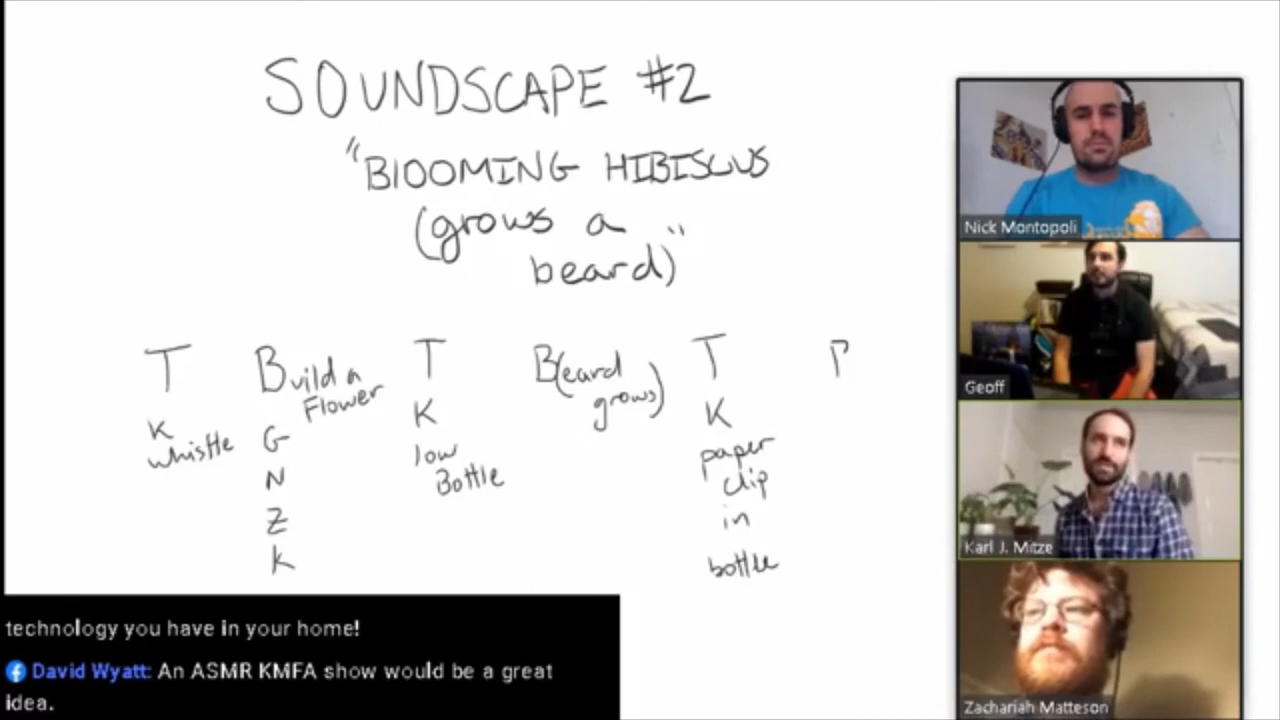 SOUNDSCAPE #2
"BLOOMING HIBISCUS
(grows a
beard)"
T
K
whistle
Build a
Flower
G
N
Z
K
T
K
low
Bottle
B(eard
grows)
T
K
paper
clip
in
bottle
Nick Montopoli
Geoff
Karl J. Mitze
Zachariah Matteson
technology you have in your home!
David Wyatt: An ASMR KMFA show would be a great
idea.